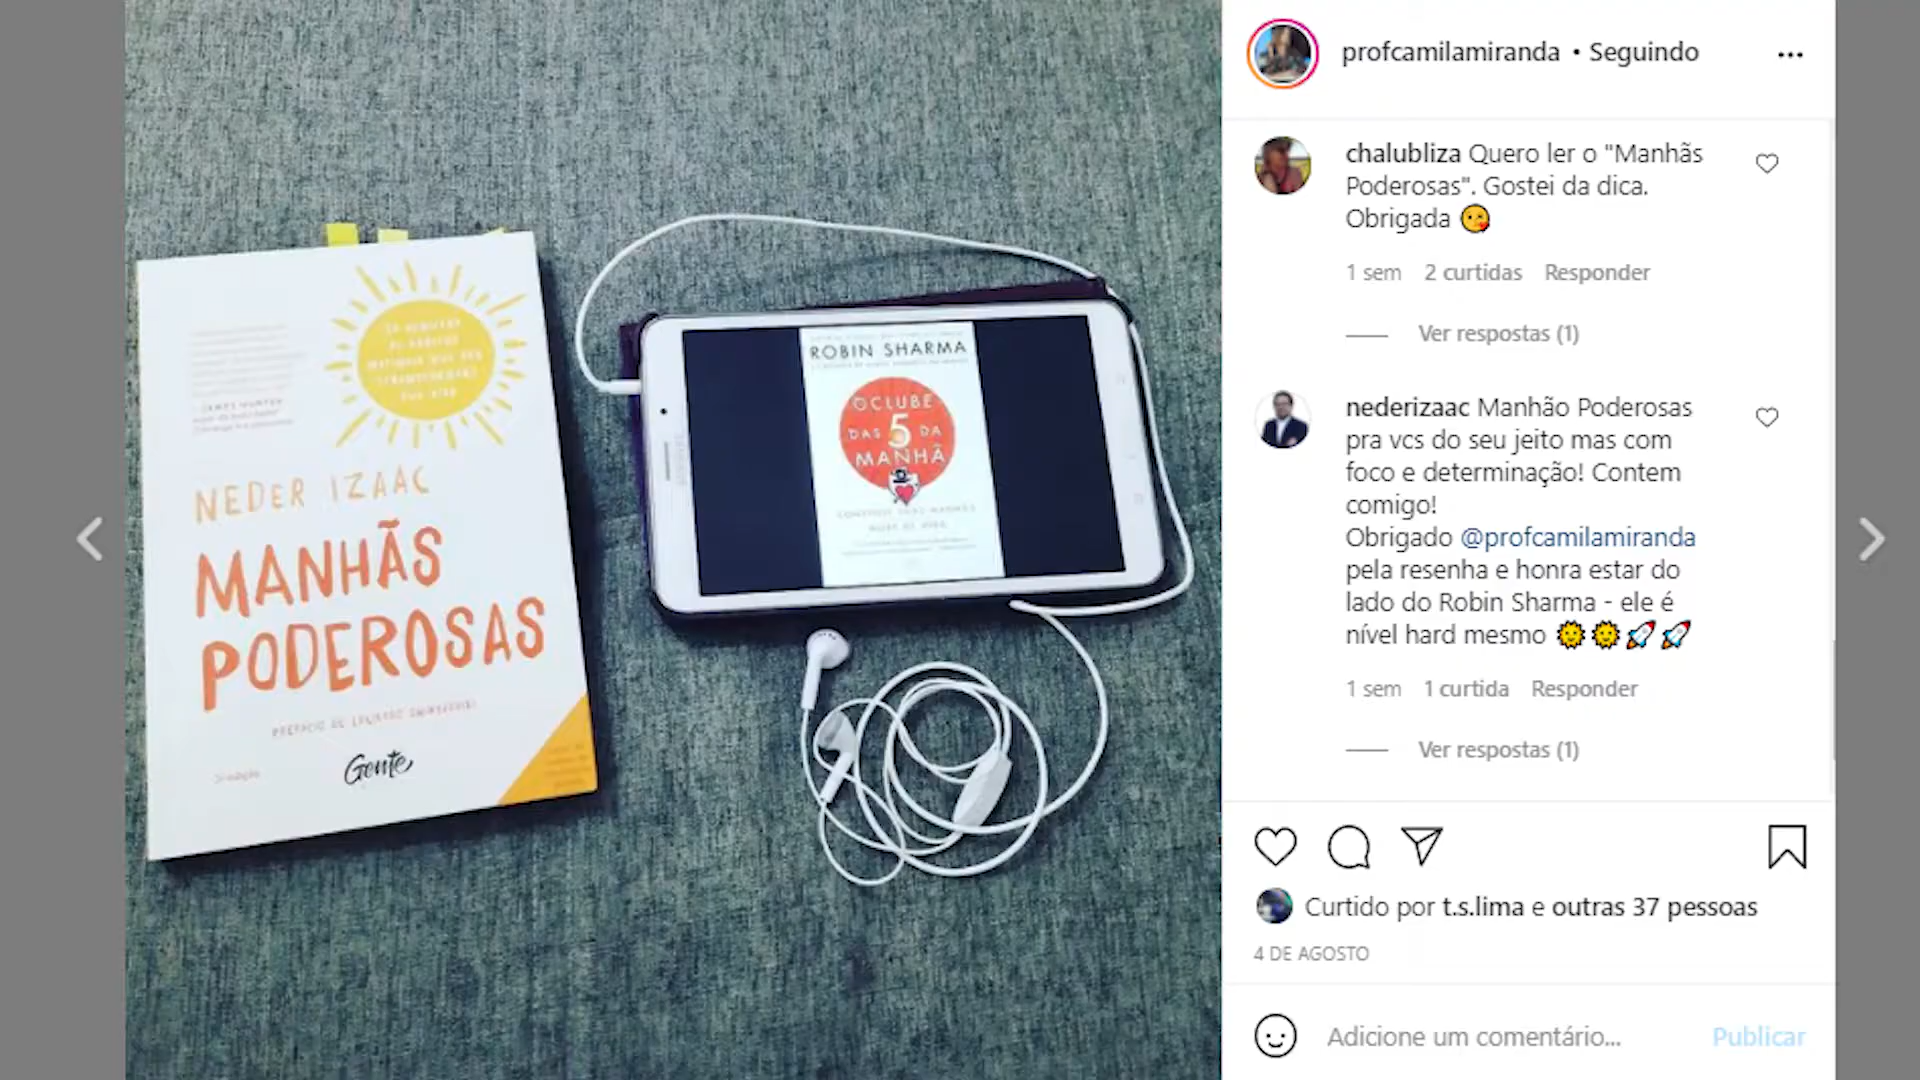 NEDER IZAAC
MANHÃS
PODEROSAS
Gente
ROBIN SHARMA
O CLUBE
DAS 5 DA
MANHÃ
profcamilamiranda • Seguindo
chalubliza Quero ler o "Manhãs
Poderosas". Gostei da dica.
Obrigada 😘
1 sem 2 curtidas Responder
Ver respostas (1)
nederizaac Manhão Poderosas
pra vcs do seu jeito mas com
foco e determinação! Contem
comigo!
Obrigado @profcamilamiranda
pela resenha e honra estar do
lado do Robin Sharma - ele é
nível hard mesmo 🌞🌞🚀🚀
1 sem 1 curtida Responder
Ver respostas (1)
Curtido por t.s.lima e outras 37 pessoas
4 DE AGOSTO
Adicione um comentário... Publicar